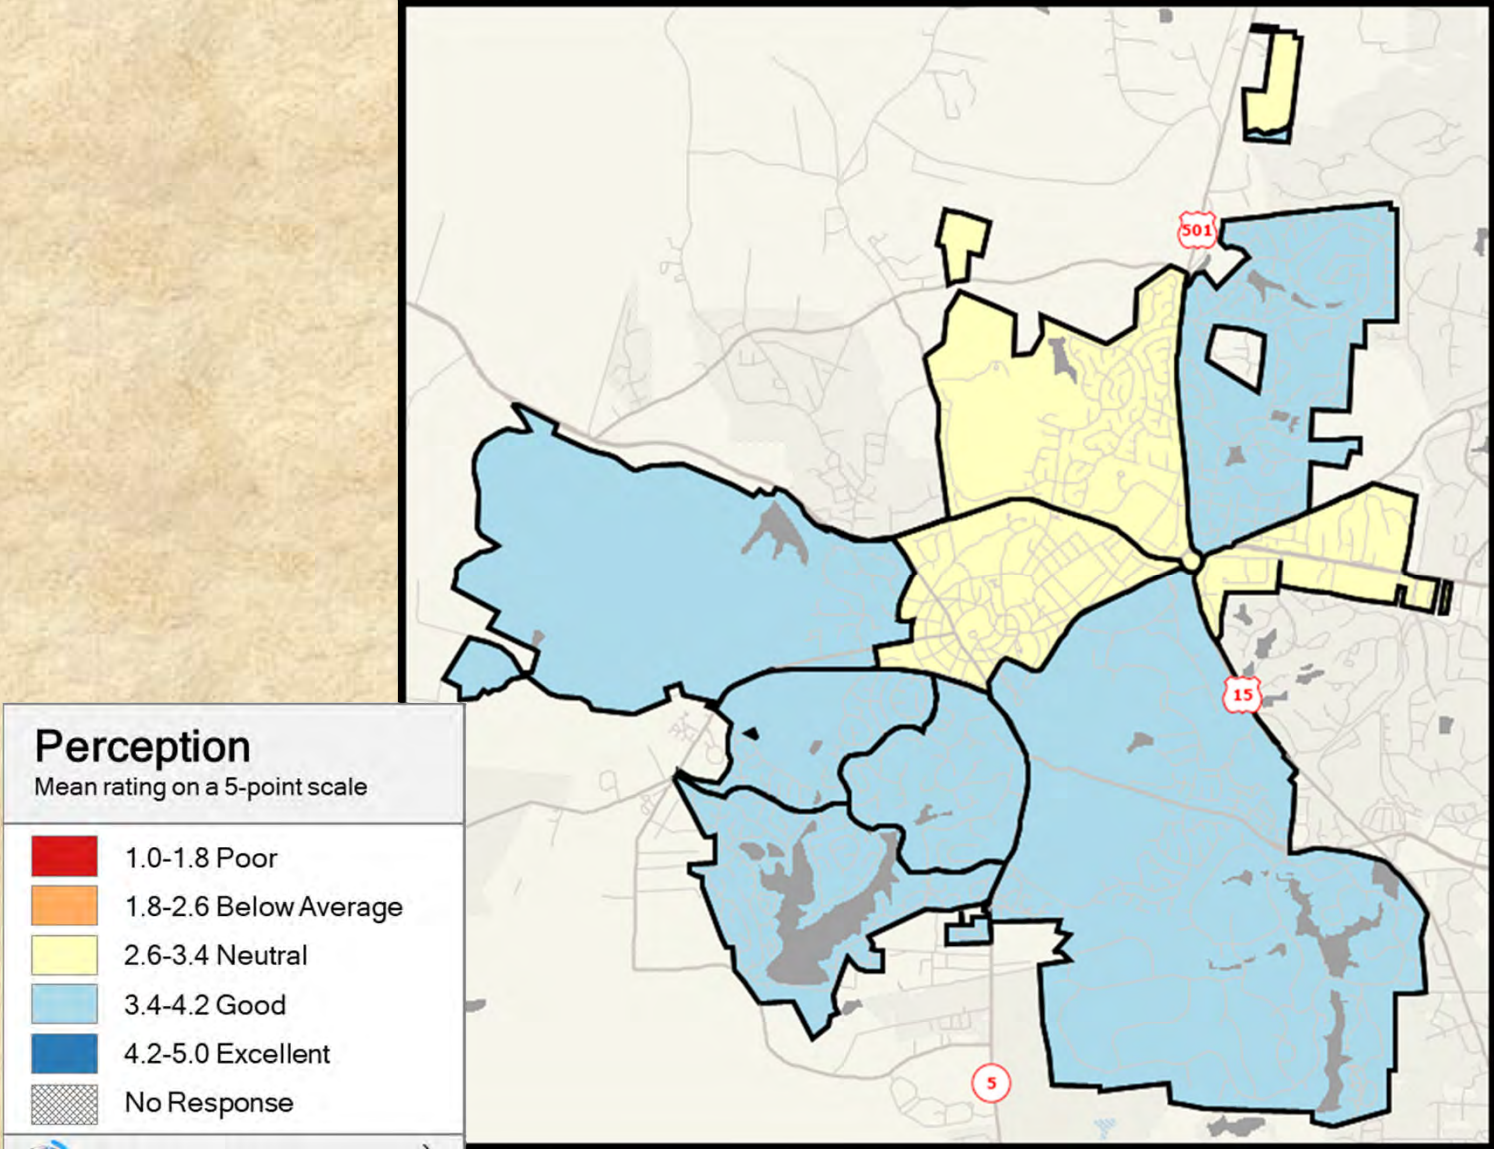 501
15
5
Perception
Mean rating on a 5-point scale
1.0-1.8 Poor
1.8-2.6 Below Average
2.6-3.4 Neutral
3.4-4.2 Good
4.2-5.0 Excellent
No Response